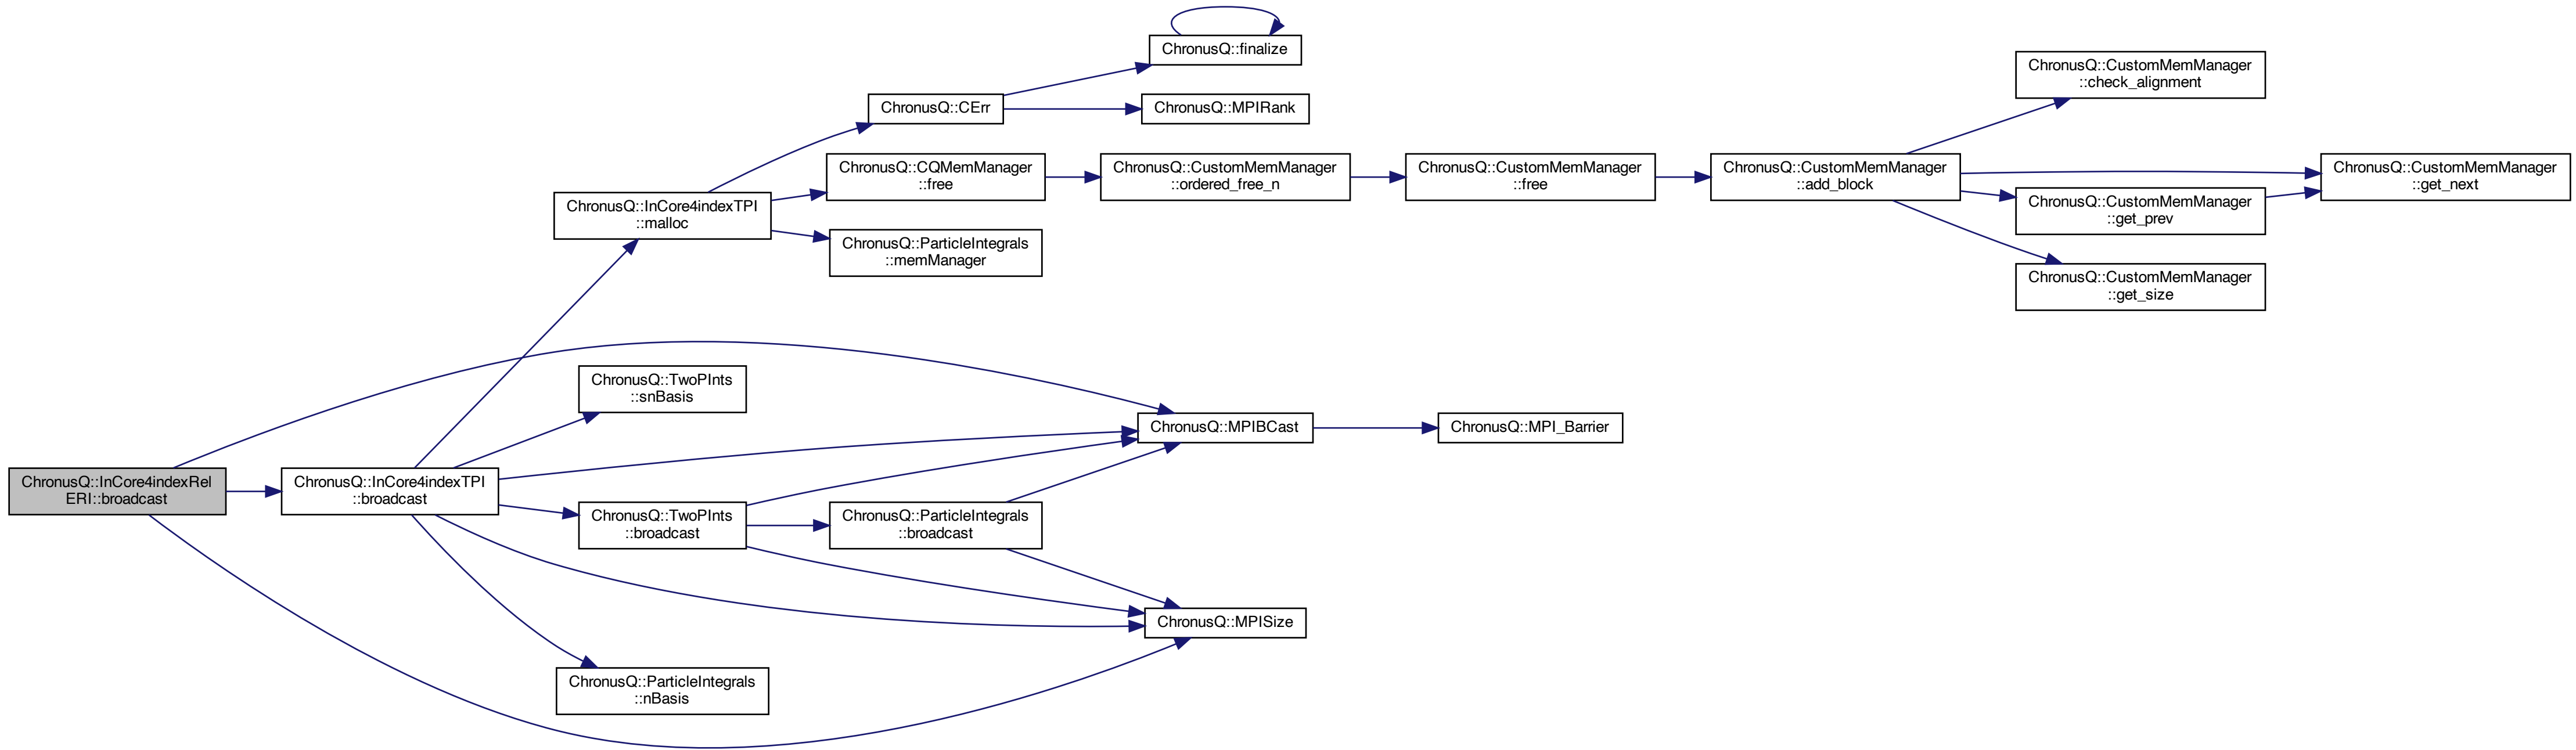 ChronusQ::finalize
ChronusQ::CustomMemManager
::check_alignment
ChronusQ::CErr
ChronusQ::MPIRank
ChronusQ::CQMemManager
::free
ChronusQ::CustomMemManager
::ordered_free_n
ChronusQ::CustomMemManager
::free
ChronusQ::CustomMemManager
::add_block
ChronusQ::CustomMemManager
::get_next
ChronusQ::InCore4indexTPI
::malloc
ChronusQ::CustomMemManager
::get_prev
ChronusQ::ParticleIntegrals
::memManager
ChronusQ::CustomMemManager
::get_size
ChronusQ::TwoPInts
::snBasis
ChronusQ::MPIBCast
ChronusQ::MPI_Barrier
ChronusQ::InCore4indexRel
ERI::broadcast
ChronusQ::InCore4indexTPI
::broadcast
ChronusQ::TwoPInts
::broadcast
ChronusQ::ParticleIntegrals
::broadcast
ChronusQ::MPISize
ChronusQ::ParticleIntegrals
::nBasis